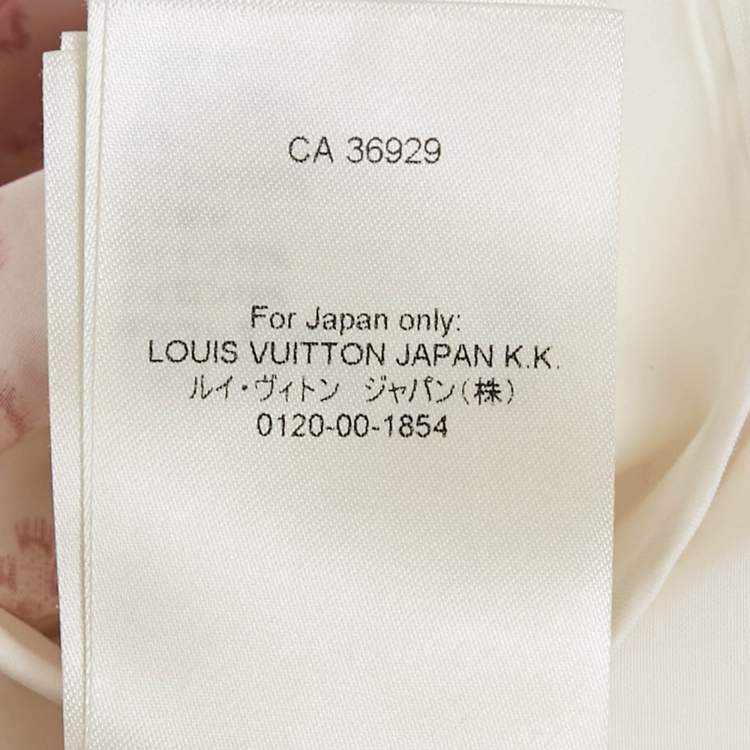 CA 36929
For Japan only:
LOUIS VUITTON JAPAN K.K.
ルイ・ヴィトン ジャパン(株)
0120-00-1854